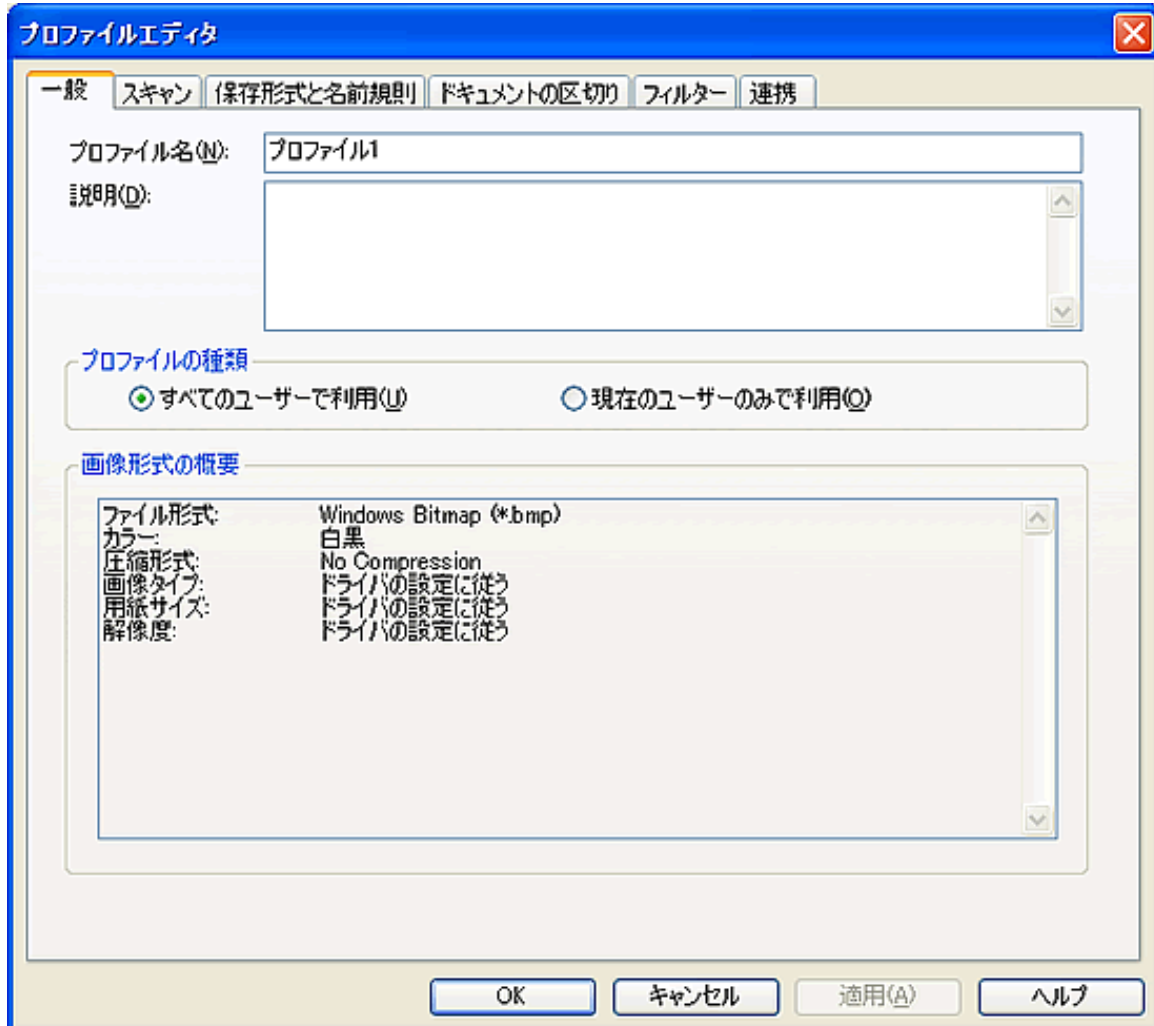 プロファイルエディタ
一般 スキャン 保存形式と名前規則 ドキュメントの区切り フィルター 連携
プロファイル名(N): プロファイル1
説明(D):
プロファイルの種類
すべてのユーザーで利用(U) 現在のユーザーのみで利用(O)
画像形式の概要
ファイル形式: Windows Bitmap (*.bmp)
カラー: 白黒
圧縮形式: No Compression
画像タイプ: ドライバの設定に従う
用紙サイズ: ドライバの設定に従う
解像度: ドライバの設定に従う
OK キャンセル 適用(A) ヘルプ